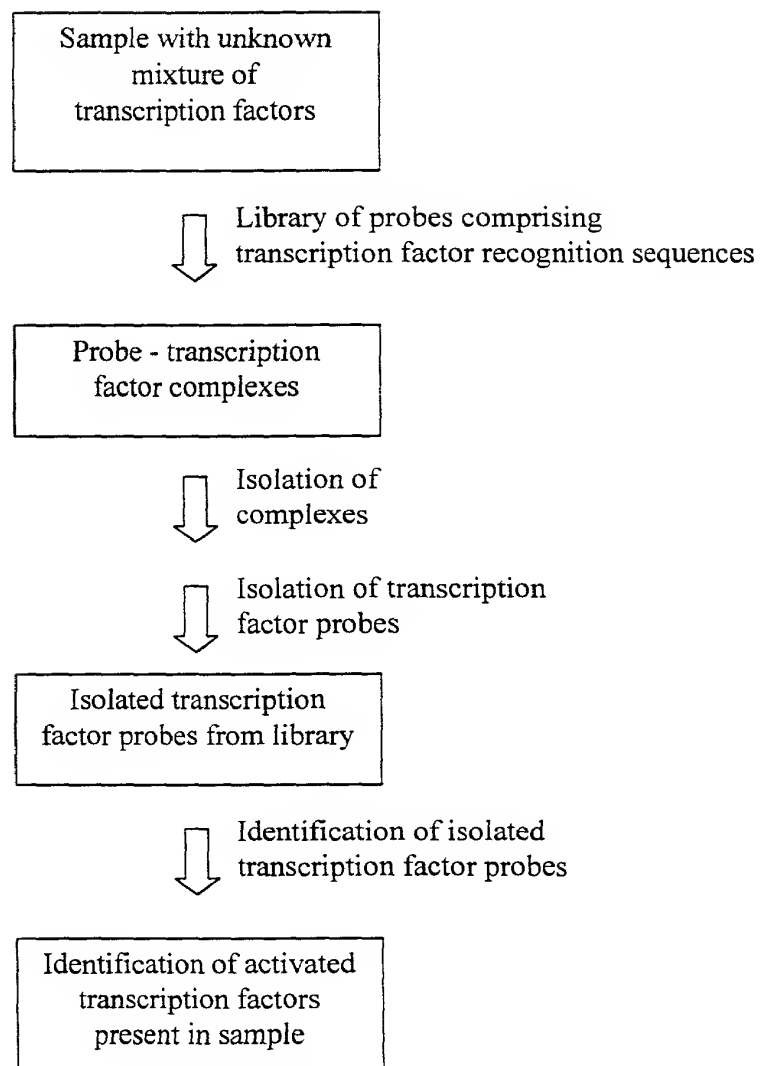 Sample with unknown
mixture of
transcription factors
Library of probes comprising
transcription factor recognition sequences
Probe - transcription
factor complexes
Isolation of
complexes
Isolation of transcription
factor probes
Isolated transcription
factor probes from library
Identification of isolated
transcription factor probes
Identification of activated
transcription factors
present in sample